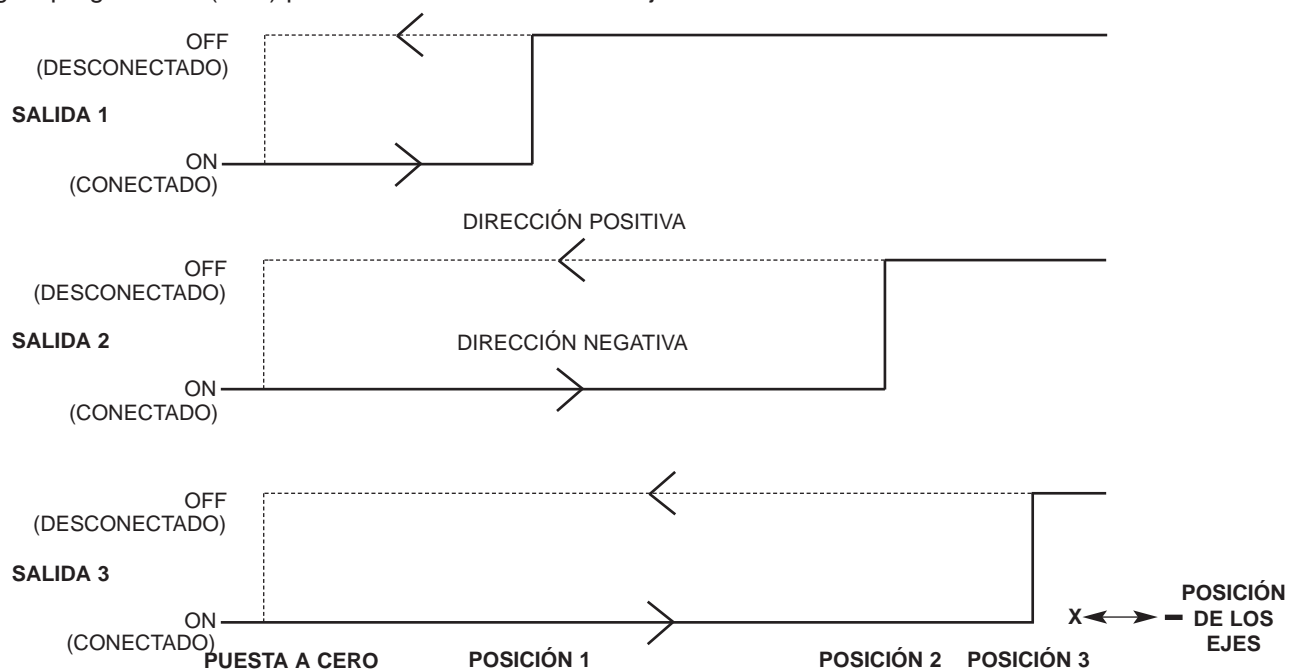 OFF
(DESCONECTADO)
SALIDA 1
ON
(CONECTADO)
DIRECCIÓN POSITIVA
OFF
(DESCONECTADO)
SALIDA 2
DIRECCIÓN NEGATIVA
ON
(CONECTADO)
OFF
(DESCONECTADO)
SALIDA 3
ON
(CONECTADO)
X
POSICIÓN
DE LOS
EJES
PUESTA A CERO POSICIÓN 1 POSICIÓN 2 POSICIÓN 3